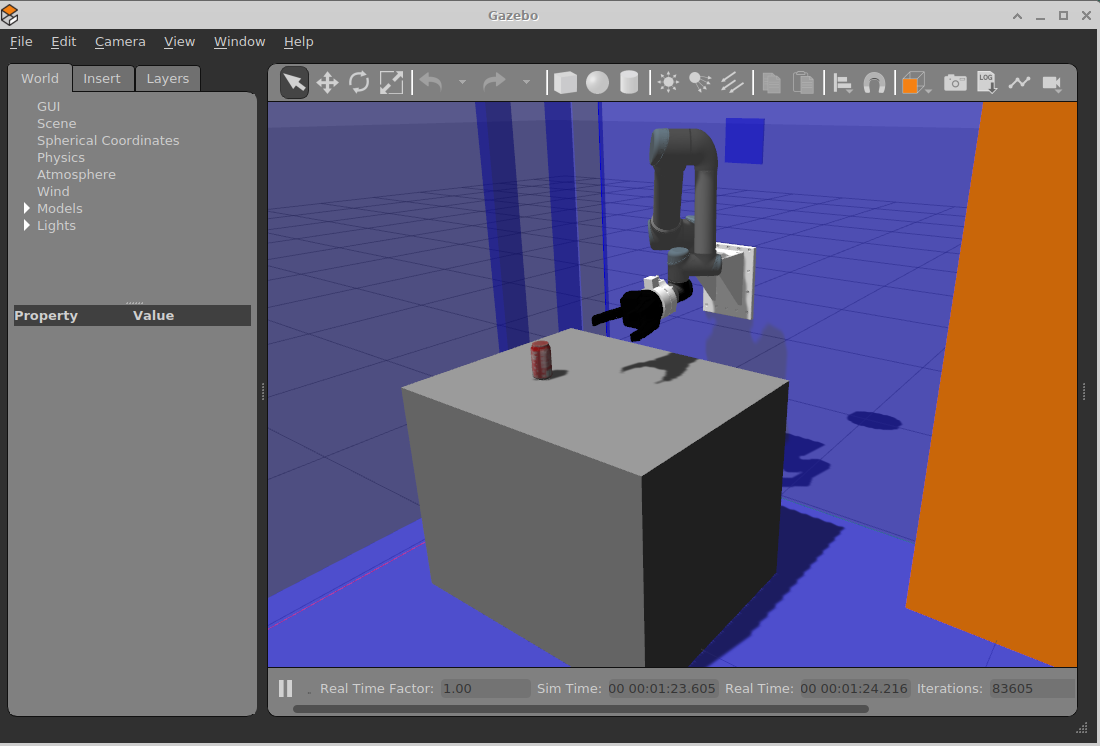 Gazebo
File Edit Camera View Window Help
World Insert Layers
GUI
Scene
Spherical Coordinates
Physics
Atmosphere
Wind
Models
Lights
Property Value
LOG
Real Time Factor: 1.00 Sim Time: 00 00:01:23.605 Real Time: 00 00:01:24.216 Iterations: 83605